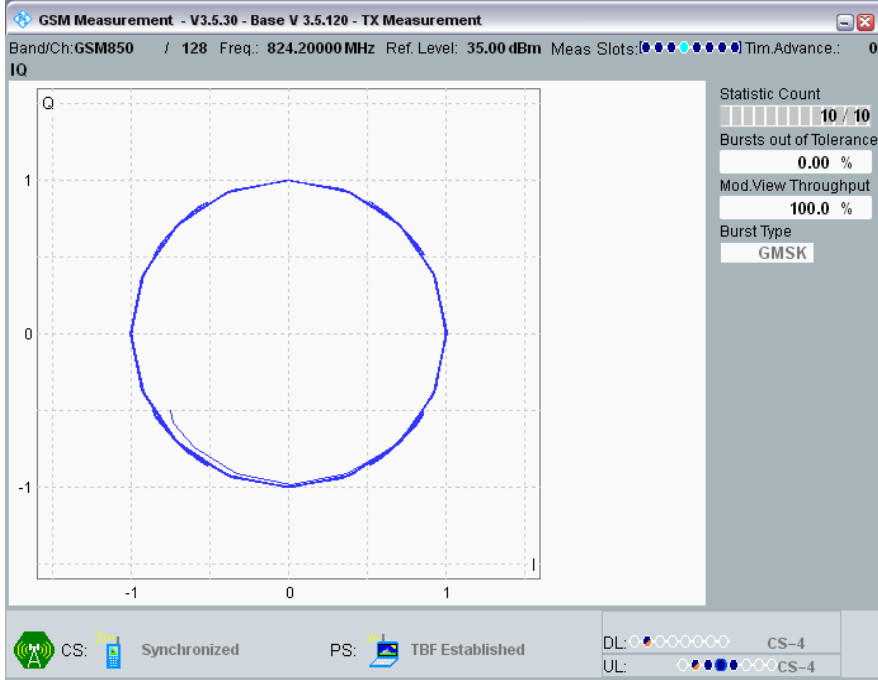 GSM Measurement - V3.5.30 - Base V 3.5.120 - TX Measurement
Band/Ch:GSM850 / 128 Freq.: 824.20000 MHz Ref. Level: 35.00 dBm Meas Slots: Tim.Advance.: 0
IQ
Q
1
0
-1
I
-1 0 1
Statistic Count
10 / 10
Bursts out of Tolerance
0.00 %
Mod.View Throughput
100.0 %
Burst Type
GMSK
CS: Synchronized PS: TBF Established
DL: CS-4
UL: CS-4